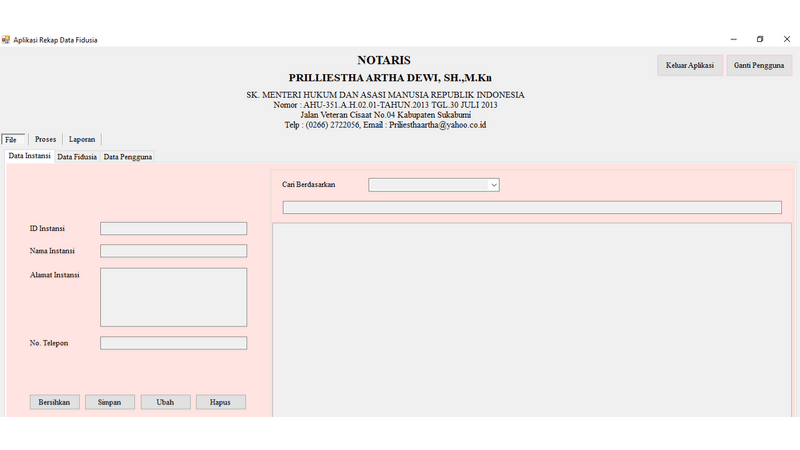 Aplikasi Rekap Data Fidusia
NOTARIS
PRILLIESTHA ARTHA DEWI, SH.,M.Kn
SK. MENTERI HUKUM DAN ASASI MANUSIA REPUBLIK INDONESIA
Nomor : AHU-351.A.H.02.01-TAHUN.2013 TGL.30 JULI 2013
Jalan Veteran Cisaat No.04 Kabupaten Sukabumi
Telp : (0266) 2722056, Email : Priliesthaartha@yahoo.co.id
Keluar Aplikasi
Ganti Pengguna
File Proses Laporan
Data Instansi Data Fidusia Data Pengguna
Cari Berdasarkan
ID Instansi
Nama Instansi
Alamat Instansi
No. Telepon
Bersihkan Simpan Ubah Hapus